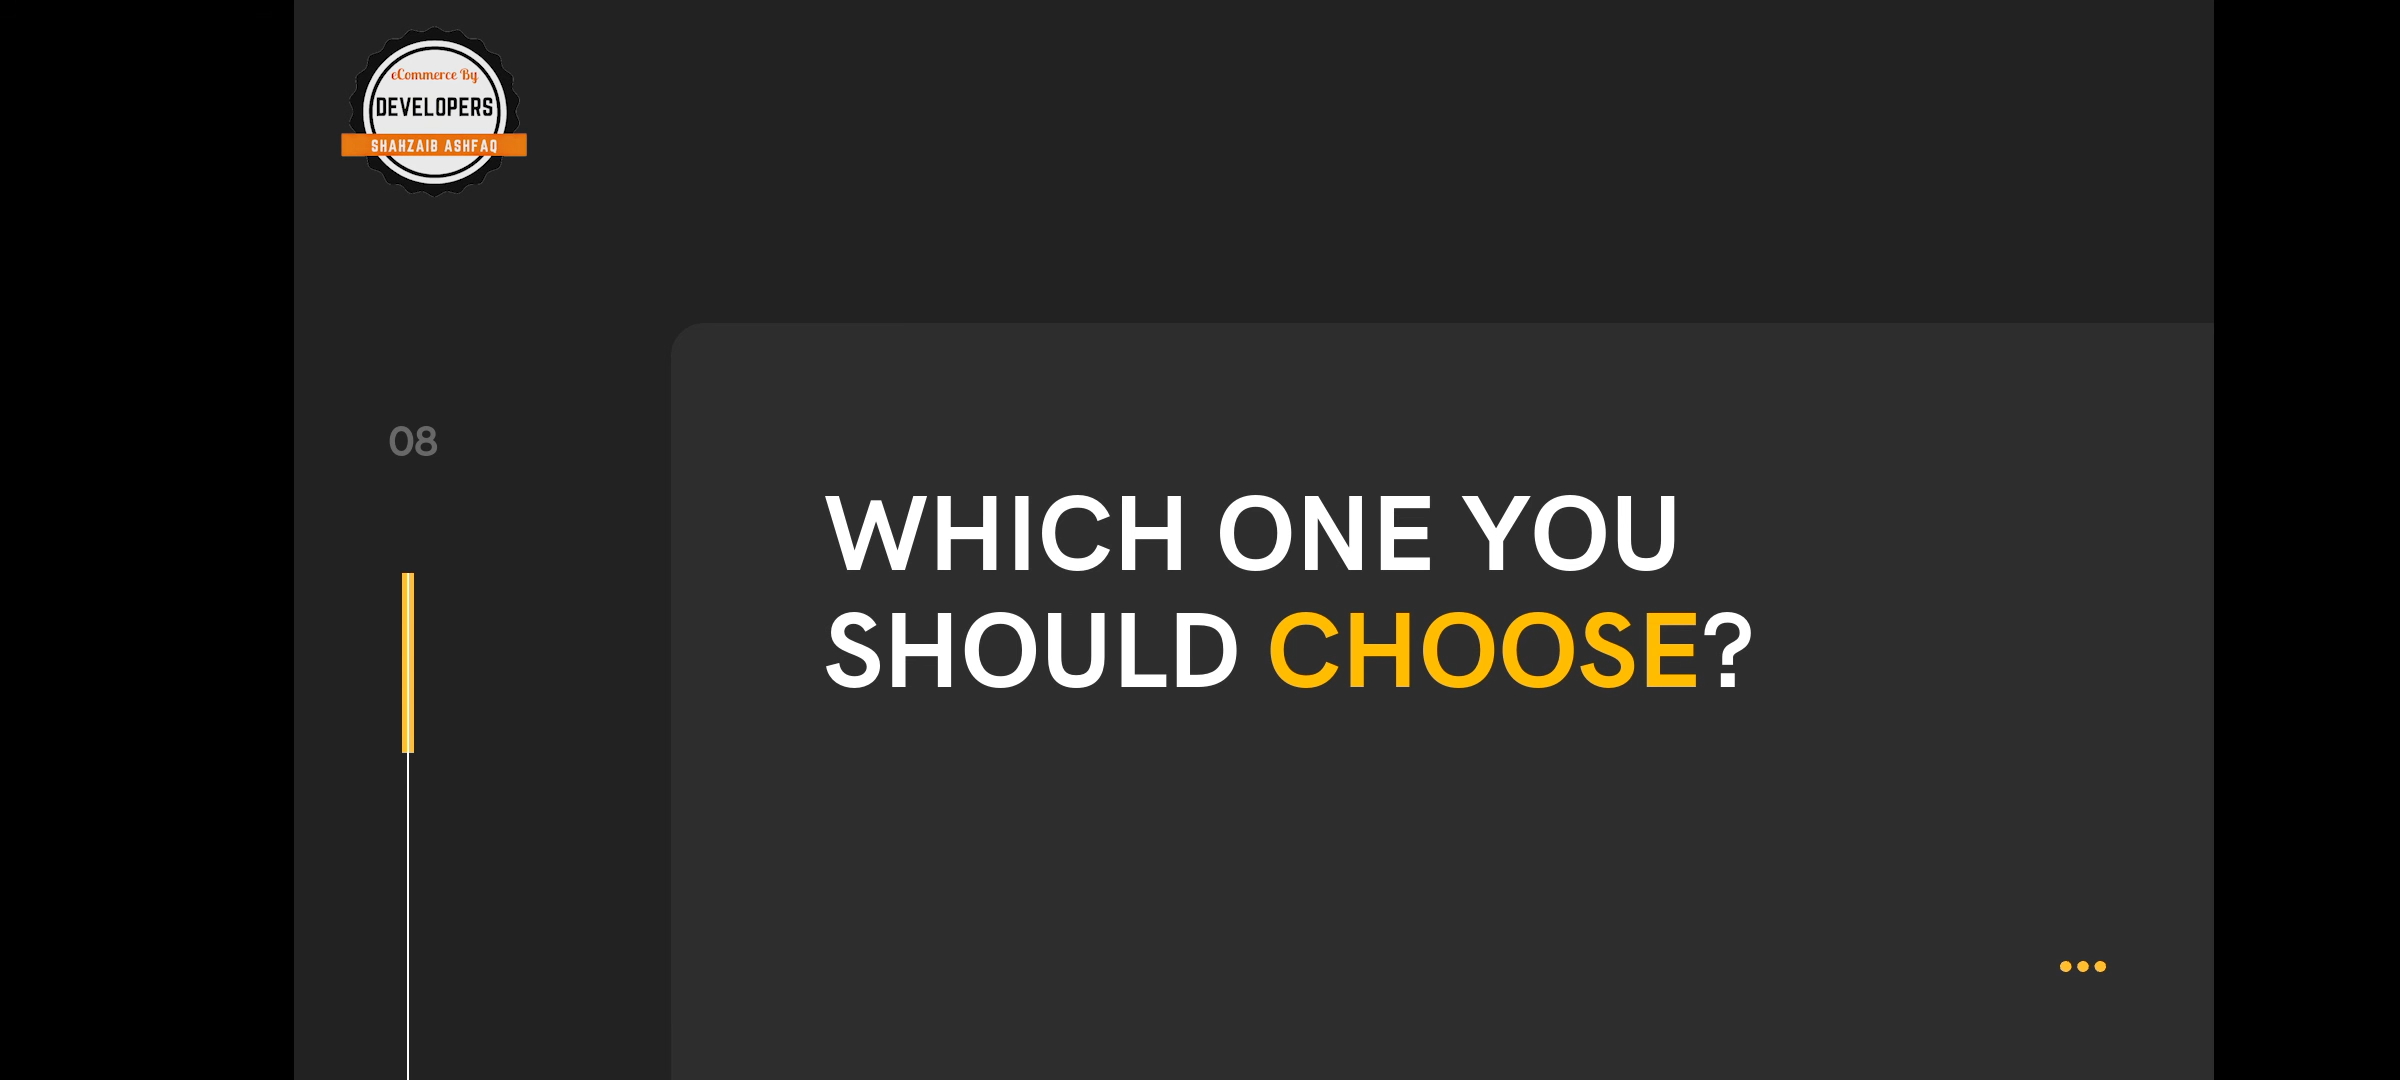 eCommerce By
DEVELOPERS
SHAHZAIB ASHFAQ
08
WHICH ONE YOU
SHOULD CHOOSE?